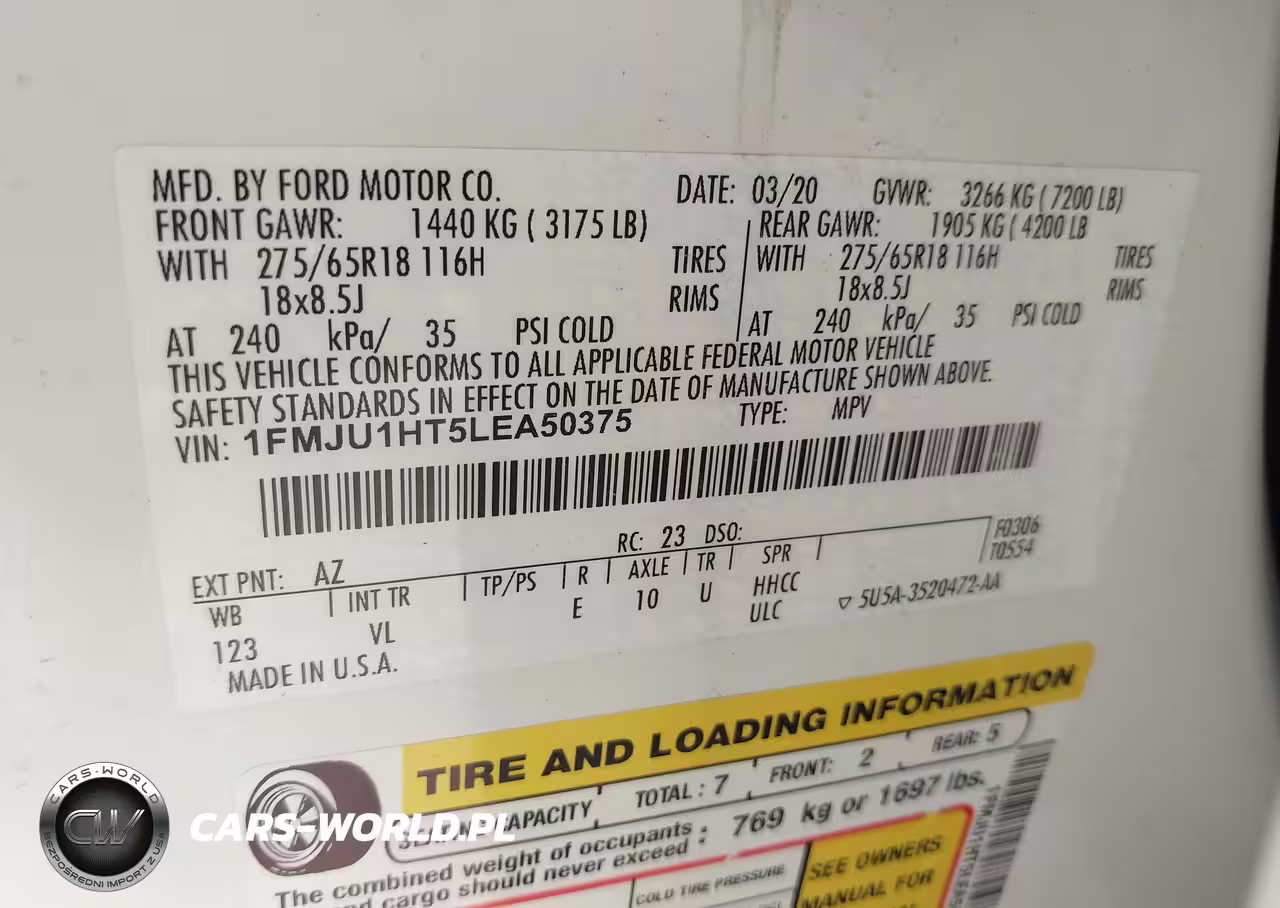 MFD. BY FORD MOTOR CO. DATE: 03/20 GVWR: 3266 KG ( 7200 LB)
FRONT GAWR: 1440 KG ( 3175 LB) REAR GAWR: 1905 KG ( 4200 LB
WITH 275/65R18 116H TIRES WITH 275/65R18 116H TIRES
18x8.5J RIMS 18x8.5J RIMS
AT 240 kPa/ 35 PSI COLD AT 240 kPa/ 35 PSI COLD
THIS VEHICLE CONFORMS TO ALL APPLICABLE FEDERAL MOTOR VEHICLE
SAFETY STANDARDS IN EFFECT ON THE DATE OF MANUFACTURE SHOWN ABOVE.
VIN: 1FMJU1HT5LEA50375 TYPE: MPV
F0306
T0554
EXT PNT: AZ RC: 23 DSO:
WB INT TR TP/PS R AXLE TR SPR
123 VL E 10 U HHCC
ULC
5U5A-3520472-AA
MADE IN U.S.A.
TIRE AND LOADING INFORMATION
CAPACITY TOTAL : 7 FRONT: 2 REAR: 5
The combined weight of occupants : 769 kg or 1697 lbs.
cargo should never exceed :
COLD TIRE PRESSURE
SEE OWNERS
MANUAL FOR
CARS-WORLD
CW
BEZPOŚREDNI IMPORT Z USA
CARS-WORLD.PL